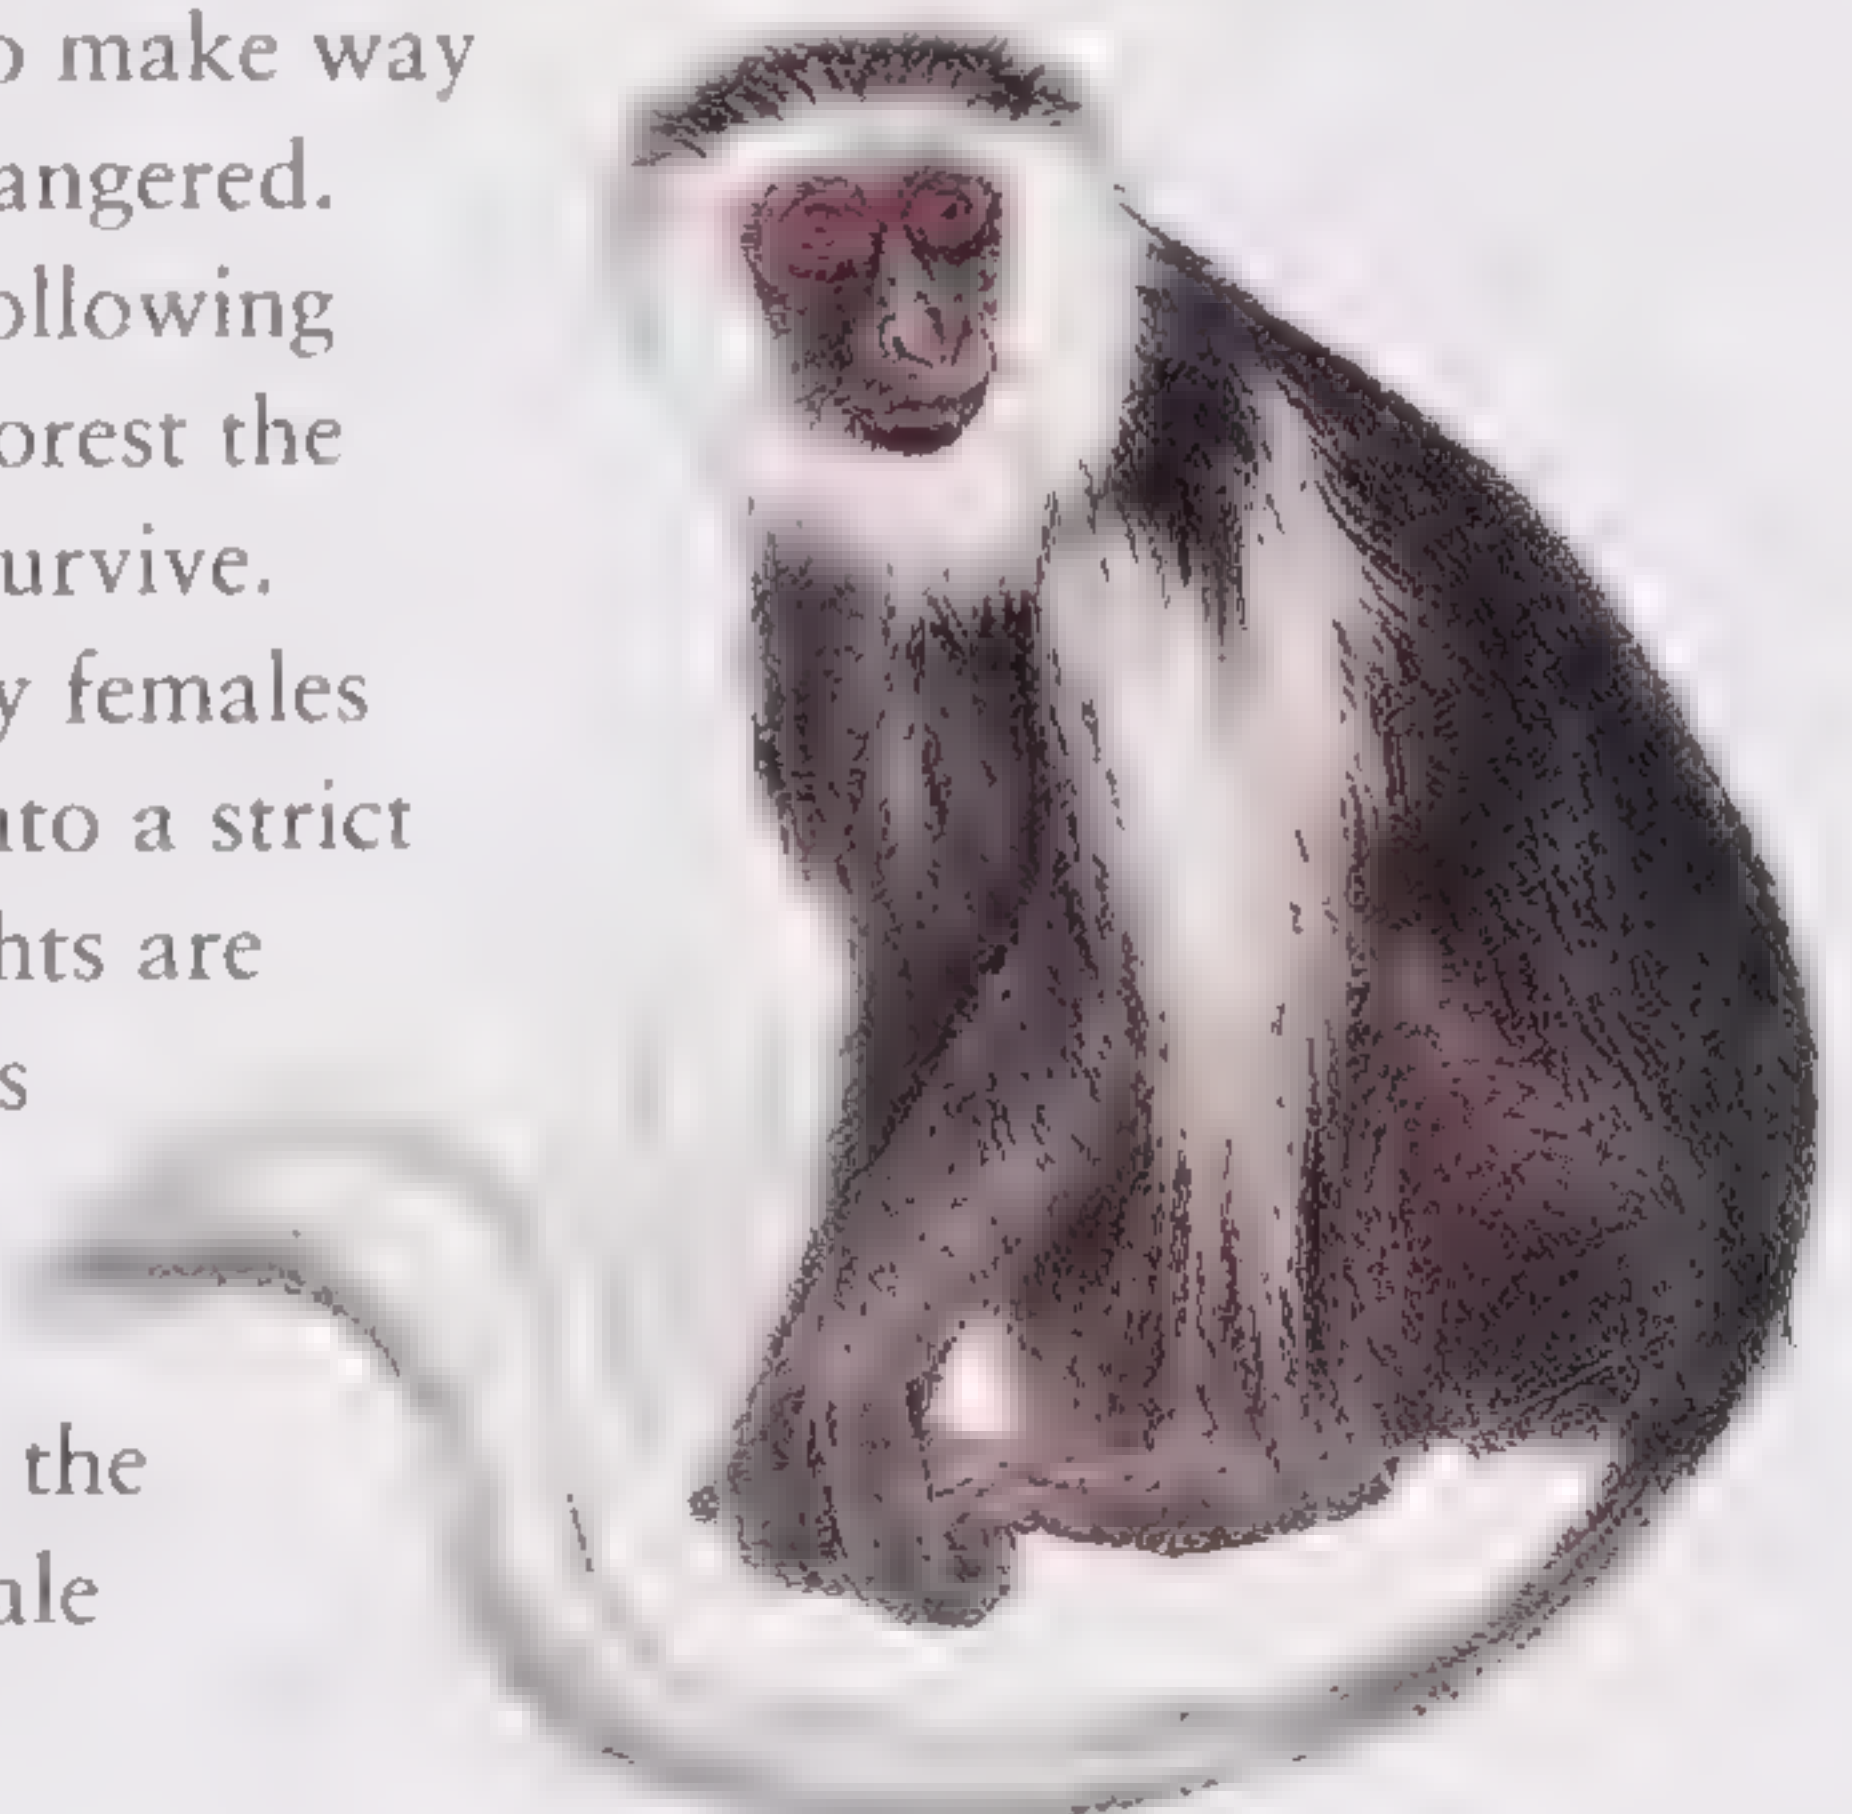 o make way
angered.
ollowing
orest the
urvive.
y females
nto a strict
hts are
s
the
ale